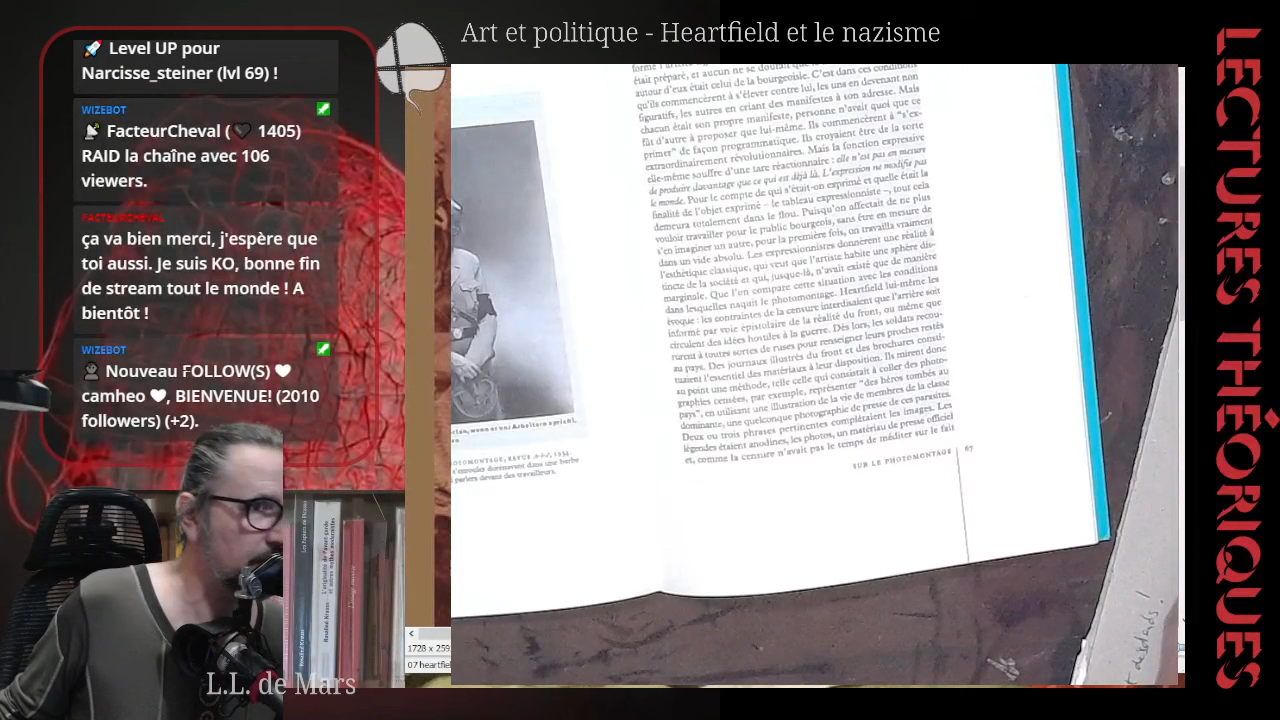 Art et politique - Heartfield et le nazisme
Level UP pour
Narcisse_steiner (lvl 69) !
WIZEBOT
FacteurCheval ( 1405)
RAID la chaîne avec 106
viewers.
FACTEURCHEVAL
ça va bien merci, j'espère que
toi aussi. Je suis KO, bonne fin
de stream tout le monde ! A
bientôt !
WIZEBOT
Nouveau FOLLOW(S)
camheo , BIENVENUE! (2010
followers) (+2).
L.L. de Mars
était préparé, et aucun ne se doutait que
autour d'eux était celui de la bourgeoisie. C'est dans ces conditions
qu'ils commencèrent à s'élever contre lui, les uns en devenant non
figuratifs, les autres en criant des manifestes à son adresse. Mais
chacun était son propre manifeste, personne n'avait quoi que ce
fût d'autre à proposer que lui-même. Ils commencèrent à "s'ex-
primer" de façon programmatique. Ils croyaient être de la sorte
extraordinairement révolutionnaires. Mais la fonction expressive
elle-même souffre d'une tare réactionnaire : elle n'est pas en mesure
de produire davantage que ce qui est déjà là. L'expression ne modifie pas
le monde. Pour le compte de qui s'était-on exprimé et quelle était la
finalité de l'objet exprimé – le tableau expressionniste –, tout cela
demeura totalement dans le flou. Puisqu'on affectait de ne plus
vouloir travailler pour le public bourgeois, sans être en mesure de
s'en imaginer un autre, pour la première fois, on travailla vraiment
dans un vide absolu. Les expressionnistes donnèrent une réalité à
l'esthétique classique, qui veut que l'artiste habite une sphère dis-
tincte de la société et qui, jusque-là, n'avait existé que de manière
marginale. Que l'on compare cette situation avec les conditions
dans lesquelles naquit le photomontage. Heartfield lui-même les
évoque : les contraintes de la censure interdisaient que l'arrière soit
informé par voie épistolaire de la réalité du front, ou même que
circulent des idées hostiles à la guerre. Dès lors, les soldats recou-
rurent à toutes sortes de ruses pour renseigner leurs proches restés
au pays. Des journaux illustrés du front et des brochures consti-
tuaient l'essentiel des matériaux à leur disposition. Ils mirent donc
au point une méthode, telle celle qui consistait à coller des photo-
graphies censées, par exemple, représenter "des héros tombés au
pays", en utilisant une illustration de la vie de membres de la classe
dominante, une quelconque photographie de presse de ces parasites.
Deux ou trois phrases pertinentes complétaient les images. Les
légendes étaient anodines, les photos, un matériau de presse officiel
et, comme la censure n'avait pas le temps de méditer sur le fait
SUR LE PHOTOMONTAGE 67
wenn er zu Arbeitern spricht.
PHOTOMONTAGE, REVUE A-I-Z, 1934.
s'enrouler dorénavant dans une barbe
parlera devant des travailleurs.
07 heartfiel
LECTURES THÉORIQUES